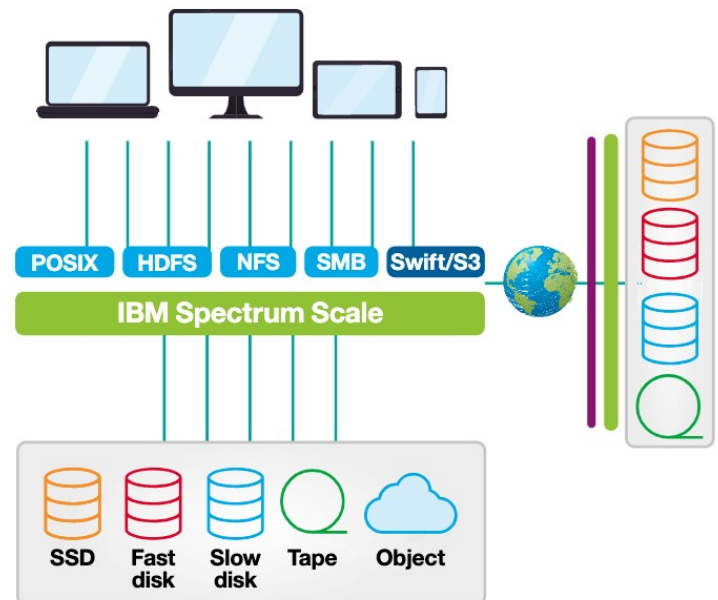 POSIX
HDFS
NFS
SMB
Swift/S3
IBM Spectrum Scale
SSD
Fast
disk
Slow
disk
Tape
Object